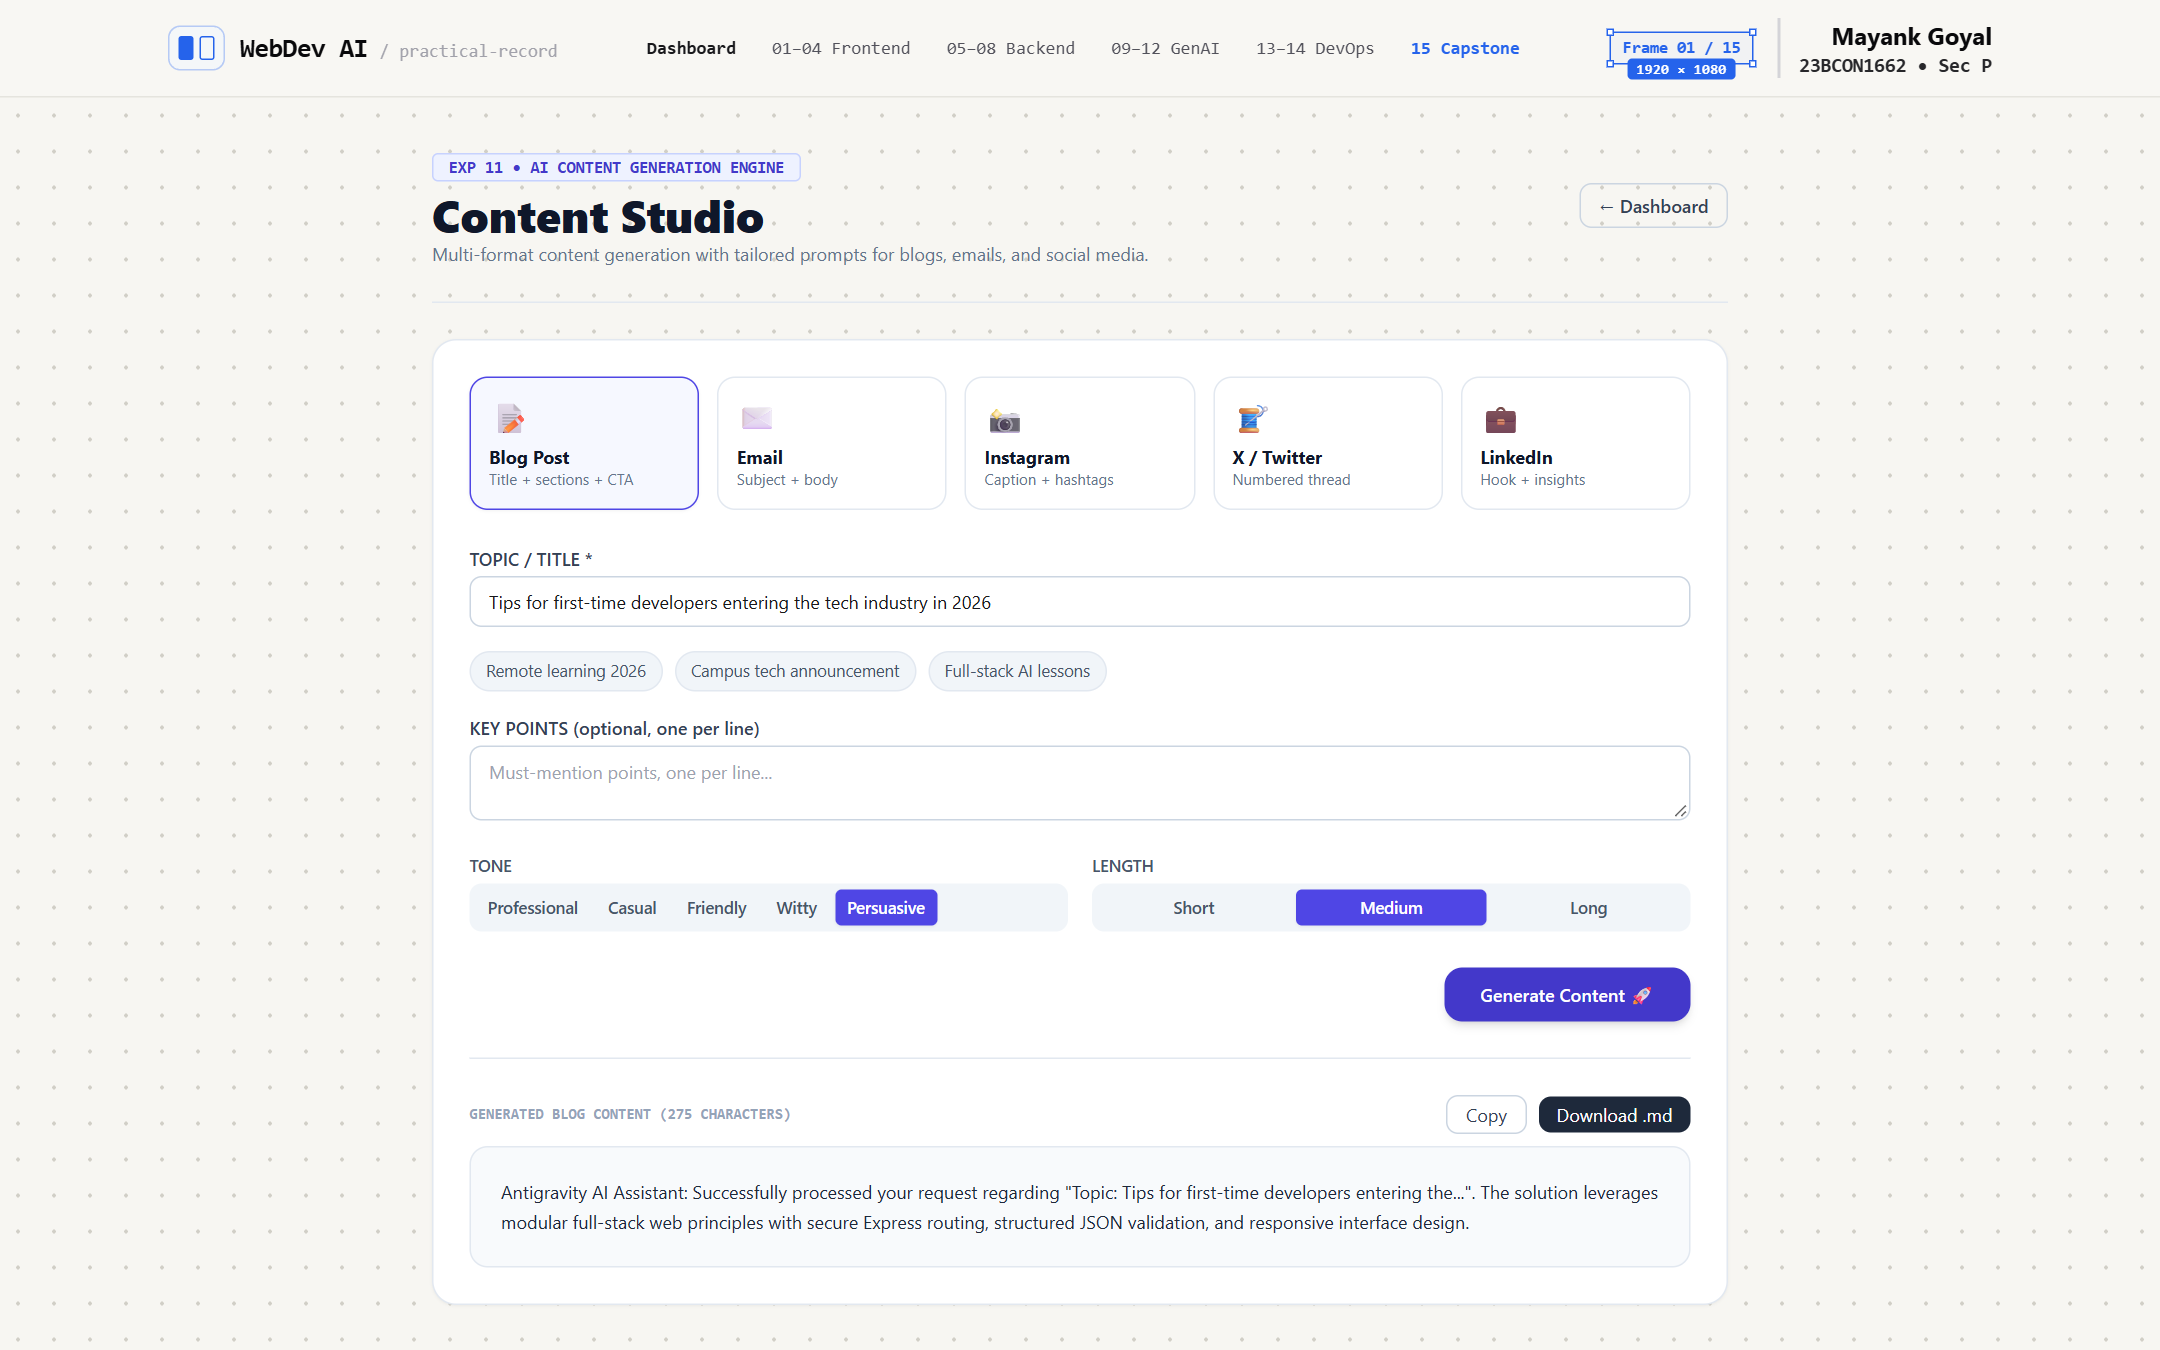 WebDev AI / practical-record
Dashboard
01–04 Frontend
05–08 Backend
09–12 GenAI
13–14 DevOps
15 Capstone
Frame 01 / 15
1920 × 1080
Mayank Goyal
23BCON1662 • Sec P
EXP 11 • AI CONTENT GENERATION ENGINE
Content Studio
Multi-format content generation with tailored prompts for blogs, emails, and social media.
← Dashboard
Blog Post
Title + sections + CTA
Email
Subject + body
Instagram
Caption + hashtags
X / Twitter
Numbered thread
LinkedIn
Hook + insights
TOPIC / TITLE *
Tips for first-time developers entering the tech industry in 2026
Remote learning 2026
Campus tech announcement
Full-stack AI lessons
KEY POINTS (optional, one per line)
Must-mention points, one per line...
TONE
Professional
Casual
Friendly
Witty
Persuasive
LENGTH
Short
Medium
Long
Generate Content 🚀
GENERATED BLOG CONTENT (275 CHARACTERS)
Copy
Download .md
Antigravity AI Assistant: Successfully processed your request regarding "Topic: Tips for first-time developers entering the...". The solution leverages
modular full-stack web principles with secure Express routing, structured JSON validation, and responsive interface design.